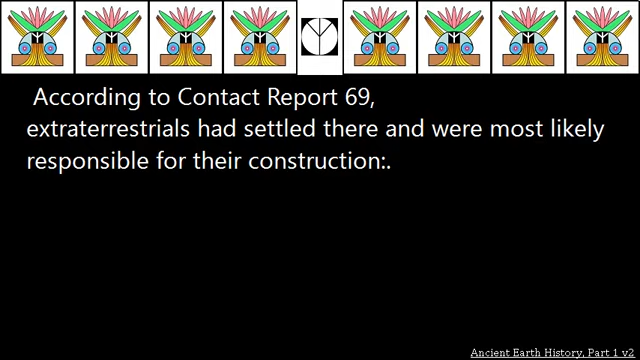 According to Contact Report 69,
extraterrestrials had settled there and were most likely
responsible for their construction:.
Ancient Earth History, Part 1 v2